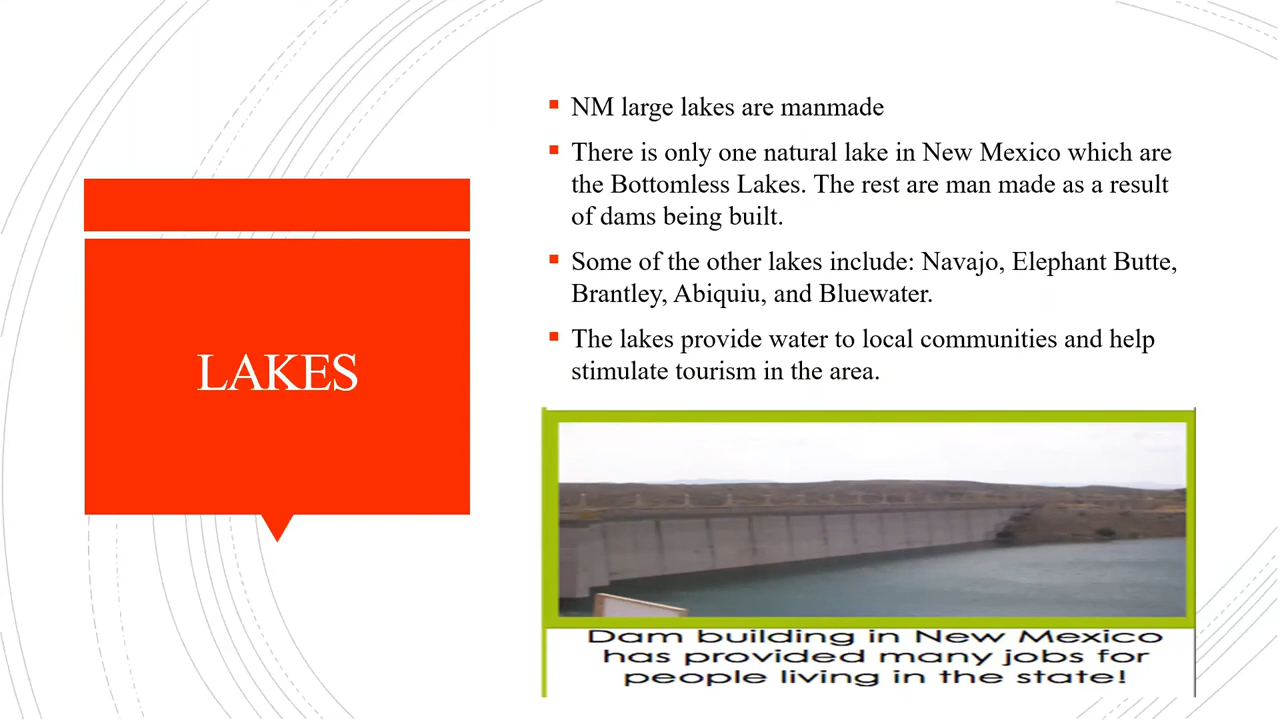 LAKES
NM large lakes are manmade
There is only one natural lake in New Mexico which are
the Bottomless Lakes. The rest are man made as a result
of dams being built.
Some of the other lakes include: Navajo, Elephant Butte,
Brantley, Abiquiu, and Bluewater.
The lakes provide water to local communities and help
stimulate tourism in the area.
Dam building in New Mexico
has provided many jobs for
people living in the state!